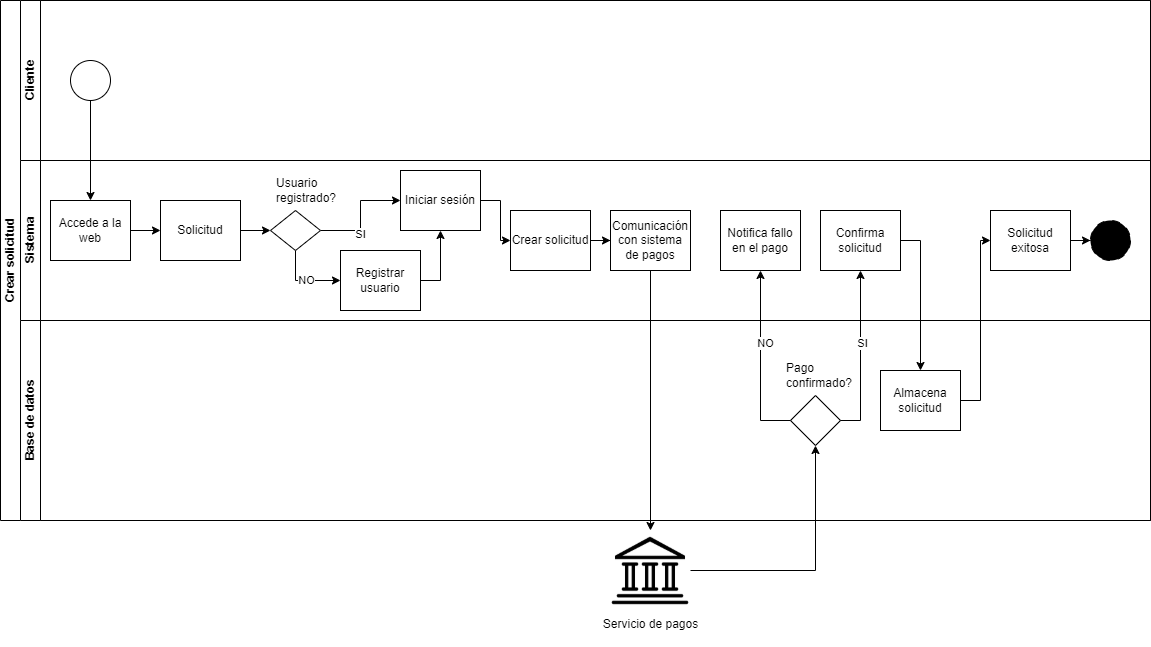 Crear solicitud
Cliente
Sistema
Base de datos
Accede a la
web
Solicitud
Usuario
registrado?
SI
NO
Iniciar sesión
Registrar
usuario
Crear solicitud
Comunicación
con sistema
de pagos
Notifica fallo
en el pago
Confirma
solicitud
Solicitud
exitosa
NO
SI
Pago
confirmado?
Almacena
solicitud
Servicio de pagos